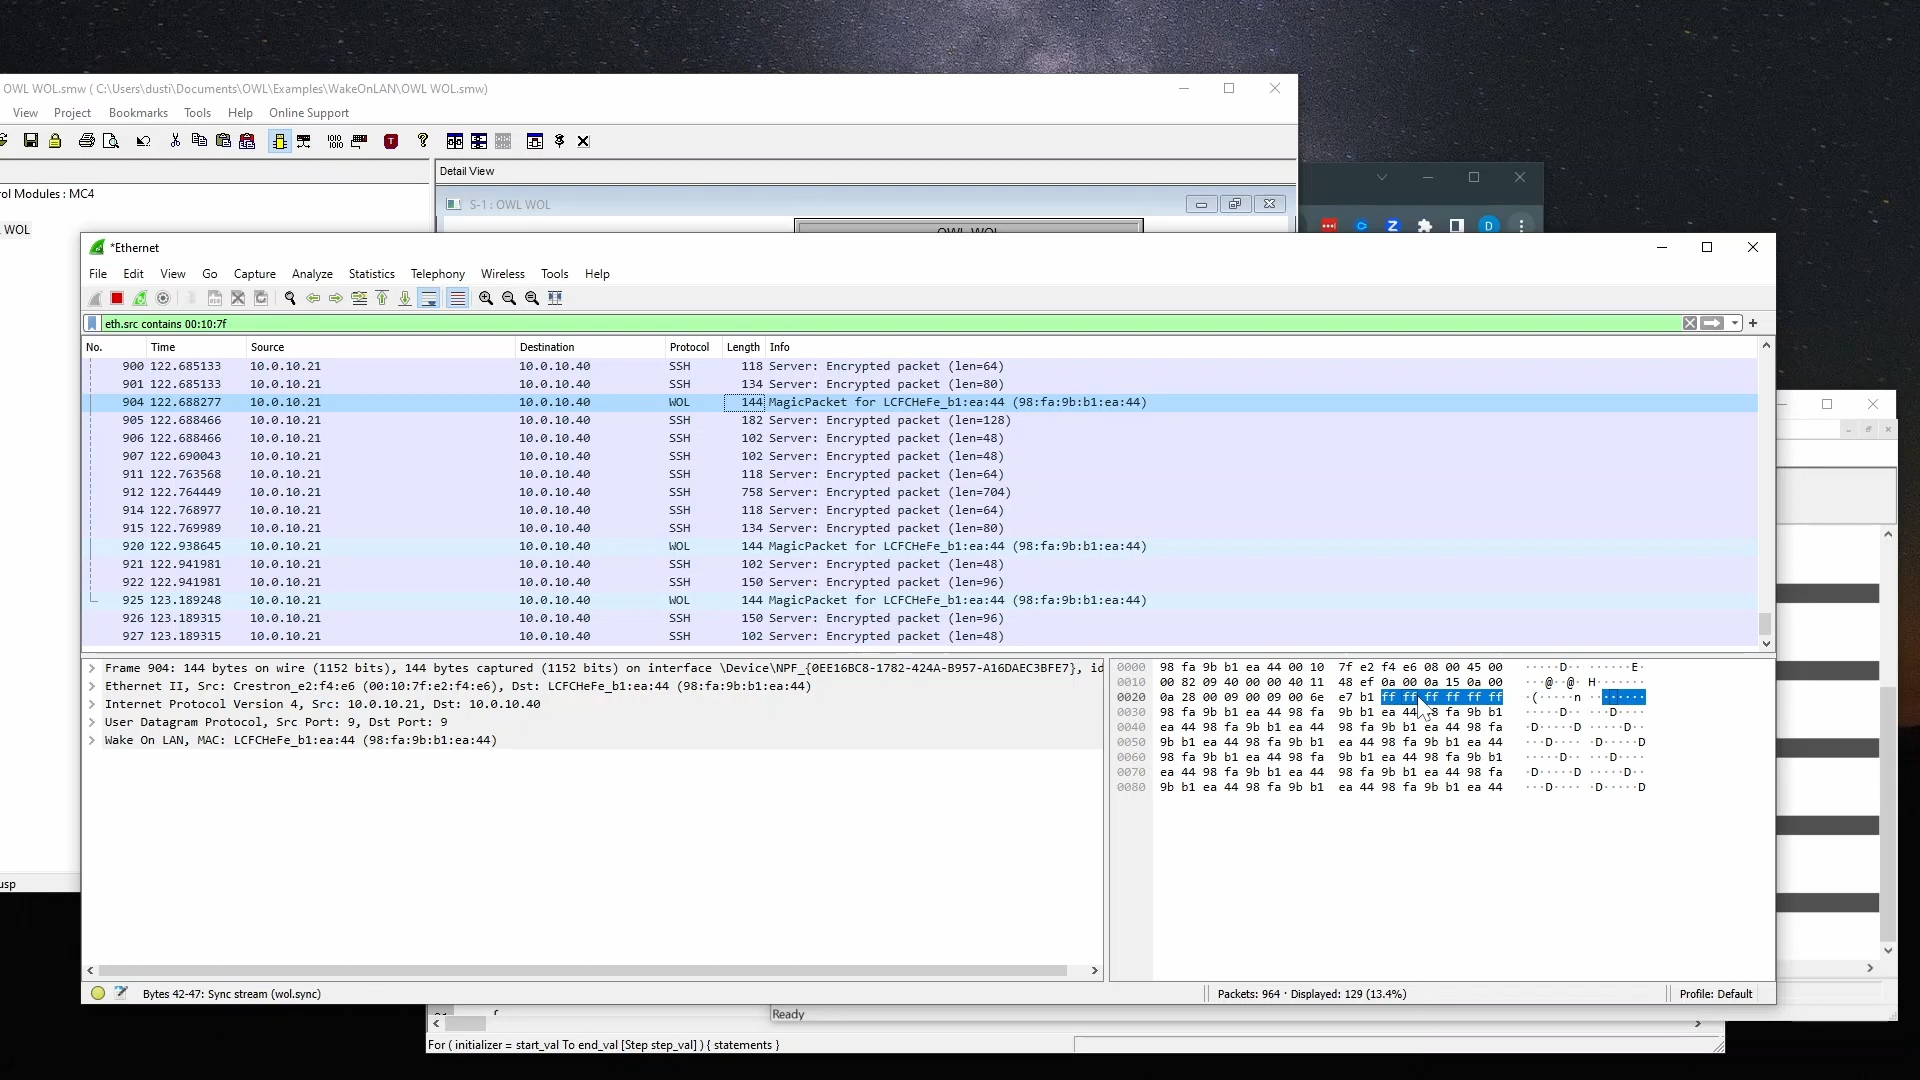 OWL WOL.smw ( C:\Users\dusti\Documents\OWL\Examples\WakeOnLAN\OWL WOL.smw)
View Project Bookmarks Tools Help Online Support
Detail View
rol Modules : MC4
S-1 : OWL WOL
WOL
*Ethernet
File Edit View Go Capture Analyze Statistics Telephony Wireless Tools Help
eth.src contains 00:10:7f
No. Time Source Destination Protocol Length Info
900 122.685133 10.0.10.21 10.0.10.40 SSH 118 Server: Encrypted packet (len=64)
901 122.685133 10.0.10.21 10.0.10.40 SSH 134 Server: Encrypted packet (len=80)
904 122.688277 10.0.10.21 10.0.10.40 WOL 144 MagicPacket for LCFCHeFe_b1:ea:44 (98:fa:9b:b1:ea:44)
905 122.688466 10.0.10.21 10.0.10.40 SSH 182 Server: Encrypted packet (len=128)
906 122.688466 10.0.10.21 10.0.10.40 SSH 102 Server: Encrypted packet (len=48)
907 122.690043 10.0.10.21 10.0.10.40 SSH 102 Server: Encrypted packet (len=48)
911 122.763568 10.0.10.21 10.0.10.40 SSH 118 Server: Encrypted packet (len=64)
912 122.764449 10.0.10.21 10.0.10.40 SSH 758 Server: Encrypted packet (len=704)
914 122.768977 10.0.10.21 10.0.10.40 SSH 118 Server: Encrypted packet (len=64)
915 122.769989 10.0.10.21 10.0.10.40 SSH 134 Server: Encrypted packet (len=80)
920 122.938645 10.0.10.21 10.0.10.40 WOL 144 MagicPacket for LCFCHeFe_b1:ea:44 (98:fa:9b:b1:ea:44)
921 122.941981 10.0.10.21 10.0.10.40 SSH 102 Server: Encrypted packet (len=48)
922 122.941981 10.0.10.21 10.0.10.40 SSH 150 Server: Encrypted packet (len=96)
925 123.189248 10.0.10.21 10.0.10.40 WOL 144 MagicPacket for LCFCHeFe_b1:ea:44 (98:fa:9b:b1:ea:44)
926 123.189315 10.0.10.21 10.0.10.40 SSH 150 Server: Encrypted packet (len=96)
927 123.189315 10.0.10.21 10.0.10.40 SSH 102 Server: Encrypted packet (len=48)
Frame 904: 144 bytes on wire (1152 bits), 144 bytes captured (1152 bits) on interface \Device\NPF_{0EE16BC8-1782-424A-B957-A16DAEC3BFE7}, id
Ethernet II, Src: Crestron_e2:f4:e6 (00:10:7f:e2:f4:e6), Dst: LCFCHeFe_b1:ea:44 (98:fa:9b:b1:ea:44)
Internet Protocol Version 4, Src: 10.0.10.21, Dst: 10.0.10.40
User Datagram Protocol, Src Port: 9, Dst Port: 9
Wake On LAN, MAC: LCFCHeFe_b1:ea:44 (98:fa:9b:b1:ea:44)
0000 98 fa 9b b1 ea 44 00 10 7f e2 f4 e6 08 00 45 00 ·····D·· ······E·
0010 00 82 09 40 00 00 40 11 48 ef 0a 00 0a 15 0a 00 ···@··@· H·······
0020 0a 28 00 09 00 09 00 6e e7 b1 ff ff ff ff ff ff ·(·····n ········
0030 98 fa 9b b1 ea 44 98 fa 9b b1 ea 44 98 fa 9b b1 ·····D·· ···D····
0040 ea 44 98 fa 9b b1 ea 44 98 fa 9b b1 ea 44 98 fa ·D·····D ·····D··
0050 9b b1 ea 44 98 fa 9b b1 ea 44 98 fa 9b b1 ea 44 ···D···· ·D·····D
0060 98 fa 9b b1 ea 44 98 fa 9b b1 ea 44 98 fa 9b b1 ·····D·· ···D····
0070 ea 44 98 fa 9b b1 ea 44 98 fa 9b b1 ea 44 98 fa ·D·····D ·····D··
0080 9b b1 ea 44 98 fa 9b b1 ea 44 98 fa 9b b1 ea 44 ···D···· ·D·····D
usp
Bytes 42-47: Sync stream (wol.sync) Packets: 964 · Displayed: 129 (13.4%) Profile: Default
Ready
For ( initializer = start_val To end_val [Step step_val] ) { statements }